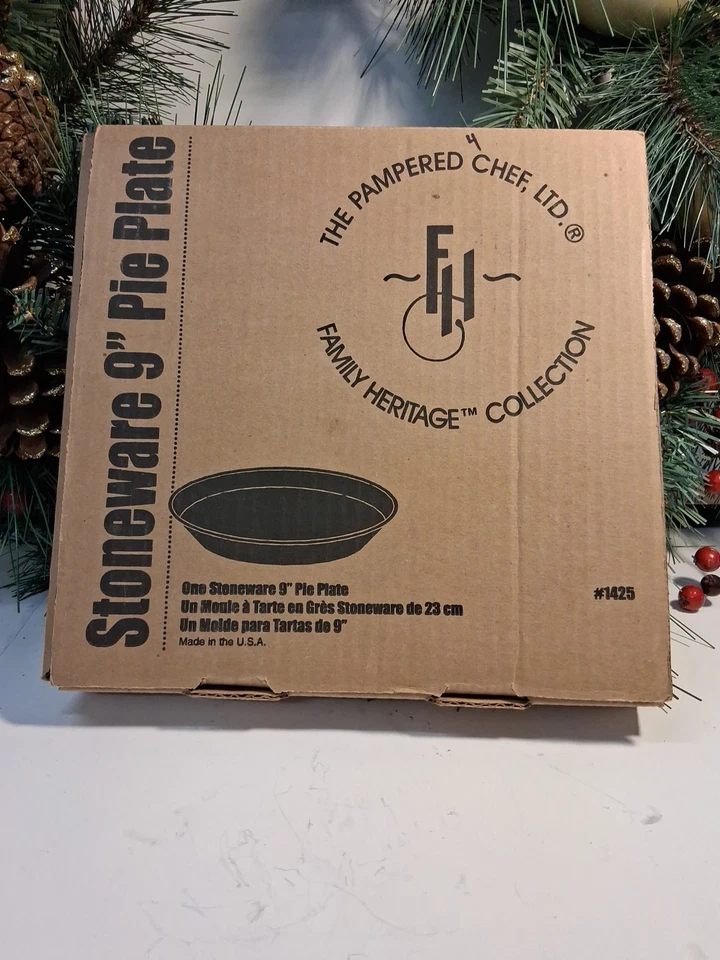 Stoneware 9" Pie Plate
4
THE PAMPERED CHEF, LTD.®
FH
FAMILY HERITAGE™ COLLECTION
One Stoneware 9" Pie Plate
Un Moule à Tarte en Grès Stoneware de 23 cm
Un Molde para Tartas de 9"
Made in the U.S.A.
#1425